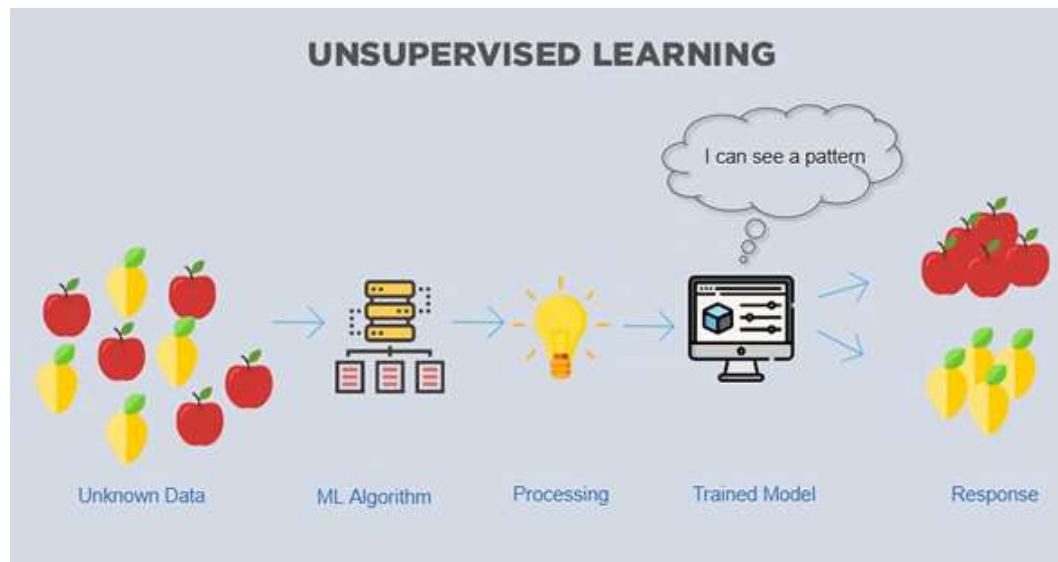 UNSUPERVISED LEARNING
I can see a pattern
Unknown Data
ML Algorithm
Processing
Trained Model
Response